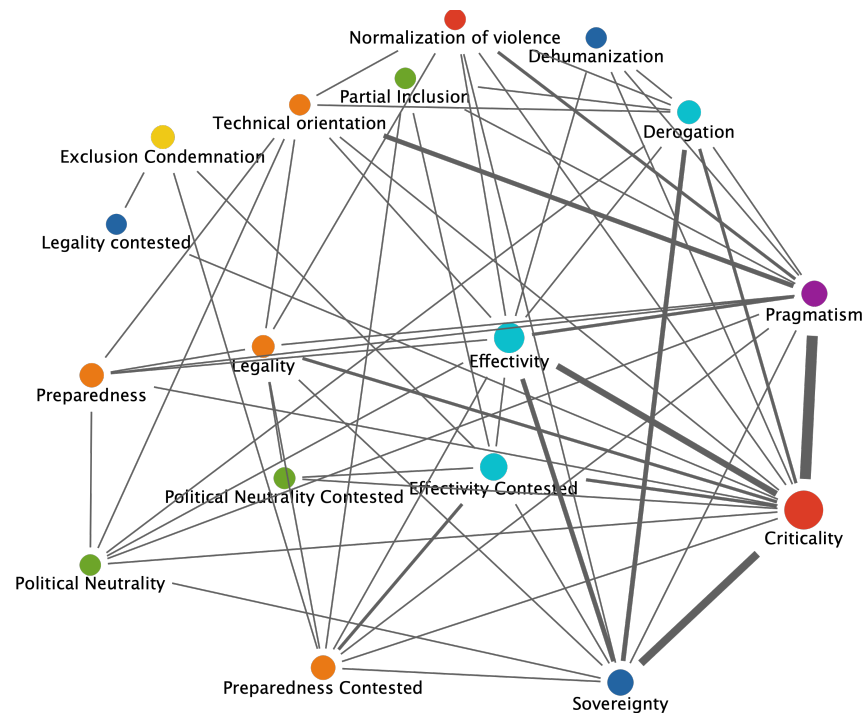 Normalization of violence
Dehumanization
Partial Inclusion
Technical orientation
Derogation
Exclusion Condemnation
Legality contested
Pragmatism
Legality
Effectivity
Preparedness
Political Neutrality Contested
Effectivity Contested
Criticality
Political Neutrality
Preparedness Contested
Sovereignty